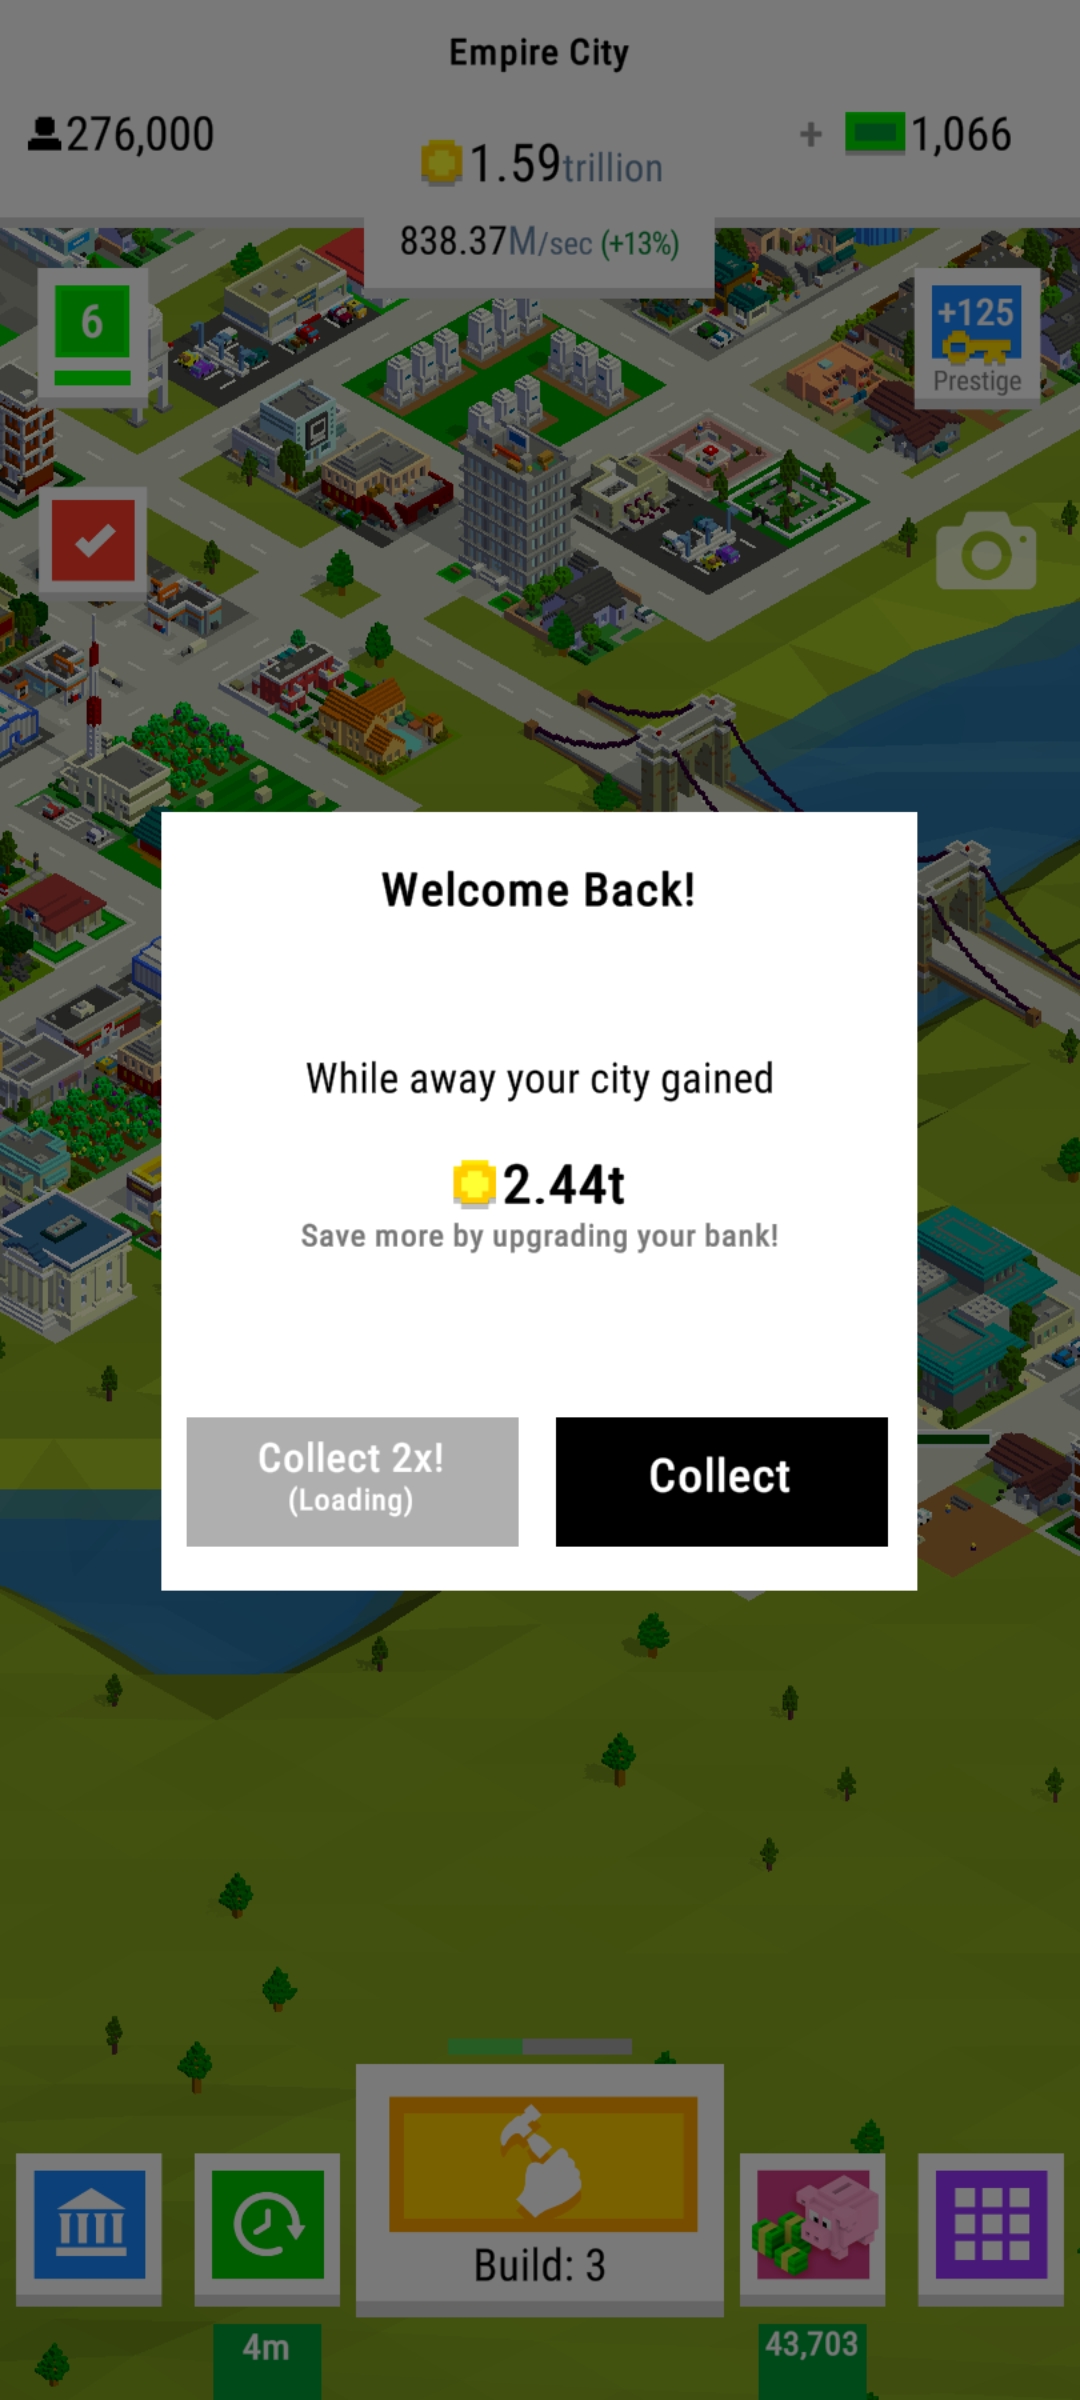 Empire City
276,000
1.59trillion
+ 1,066
838.37M/sec (+13%)
6
+125
Prestige
Welcome Back!
While away your city gained
2.44t
Save more by upgrading your bank!
Collect 2x!
(Loading)
Collect
Build: 3
4m
43,703